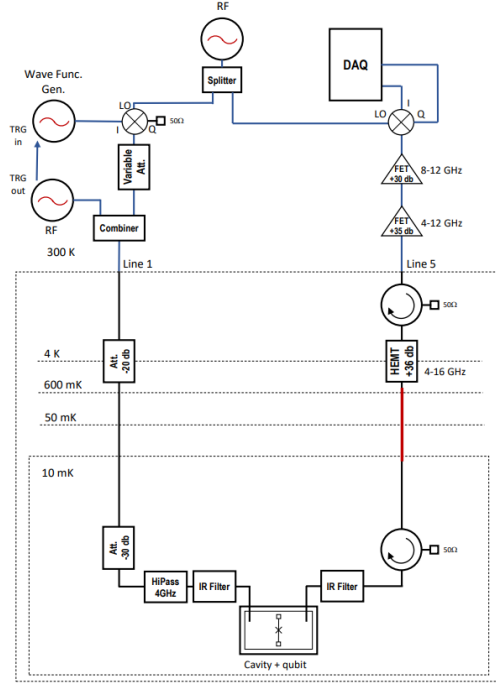 RF
Splitter
DAQ
Wave Func.
Gen.
LO
I
Q
50Ω
LO
I
Q
TRG
in
TRG
out
Variable
Att.
FET
+30 db
8-12 GHz
FET
+35 db
4-12 GHz
RF
Combiner
300 K
Line 1
Line 5
50Ω
4 K
Att.
-20 db
HEMT
+36 db
4-16 GHz
600 mK
50 mK
10 mK
Att.
-30 db
50Ω
HiPass
4GHz
IR Filter
IR Filter
Cavity + qubit